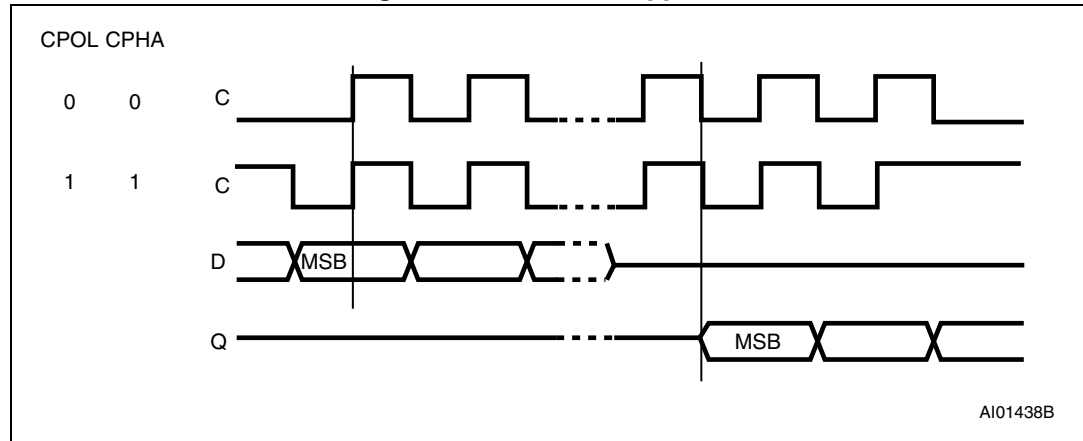 CPOL CPHA
0 0 C
1 1 C
D MSB
Q MSB
AI01438B